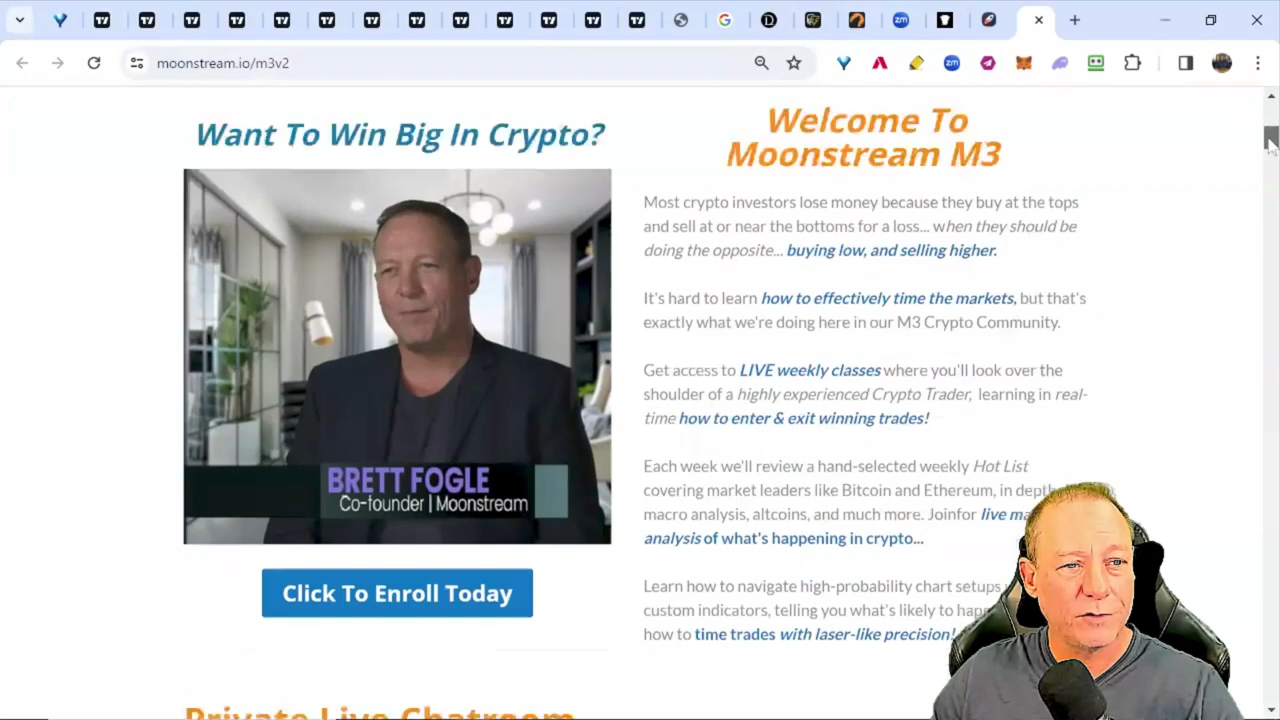 moonstream.io/m3v2
Want To Win Big In Crypto?
BRETT FOGLE
Co-founder | Moonstream
Click To Enroll Today
Welcome To
Moonstream M3
Most crypto investors lose money because they buy at the tops
and sell at or near the bottoms for a loss... when they should be
doing the opposite... buying low, and selling higher.
It's hard to learn how to effectively time the markets, but that's
exactly what we're doing here in our M3 Crypto Community.
Get access to LIVE weekly classes where you'll look over the
shoulder of a highly experienced Crypto Trader, learning in real-
time how to enter & exit winning trades!
Each week we'll review a hand-selected weekly Hot List
covering market leaders like Bitcoin and Ethereum, in depth
macro analysis, altcoins, and much more. Joinfor live
analysis of what's happening in crypto...
Learn how to navigate high-probability chart setups
custom indicators, telling you what's likely to
how to time trades with laser-like precision!
Private Live Chatroom